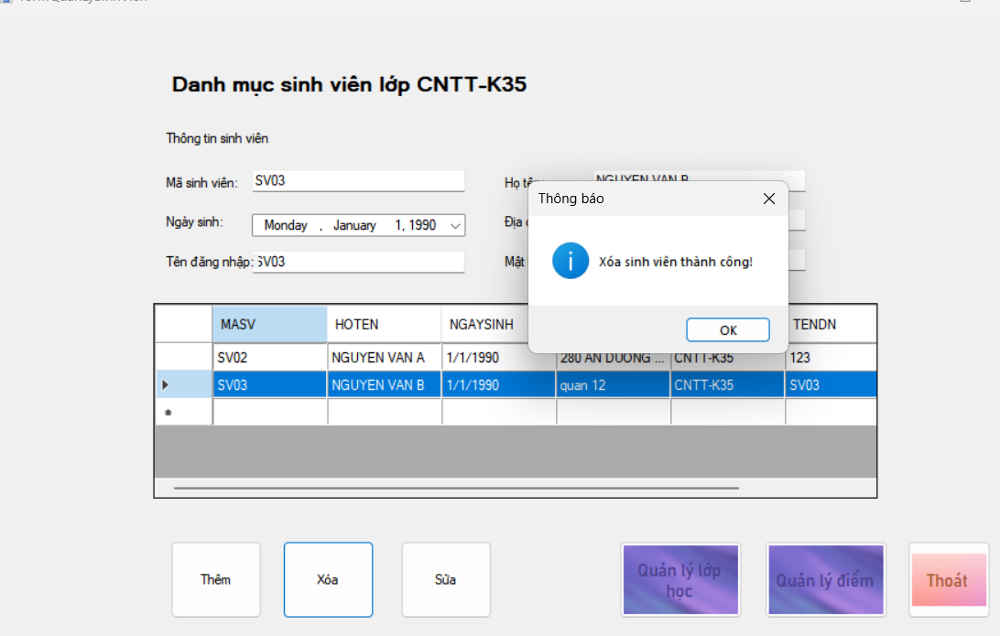 Danh mục sinh viên lớp CNTT-K35
Thông tin sinh viên
Mã sinh viên: SV03
Họ tên: NGUYEN VAN B
Ngày sinh: Monday , January 1, 1990
Địa
Tên đăng nhập: SV03
Mật
Thông báo
Xóa sinh viên thành công!
OK
MASV HOTEN NGAYSINH TENDN
SV02 NGUYEN VAN A 1/1/1990 280 AN DUONG ... CNTT-K35 123
SV03 NGUYEN VAN B 1/1/1990 quan 12 CNTT-K35 SV03
Thêm
Xóa
Sửa
Quản lý lớp
học
Quản lý điểm
Thoát